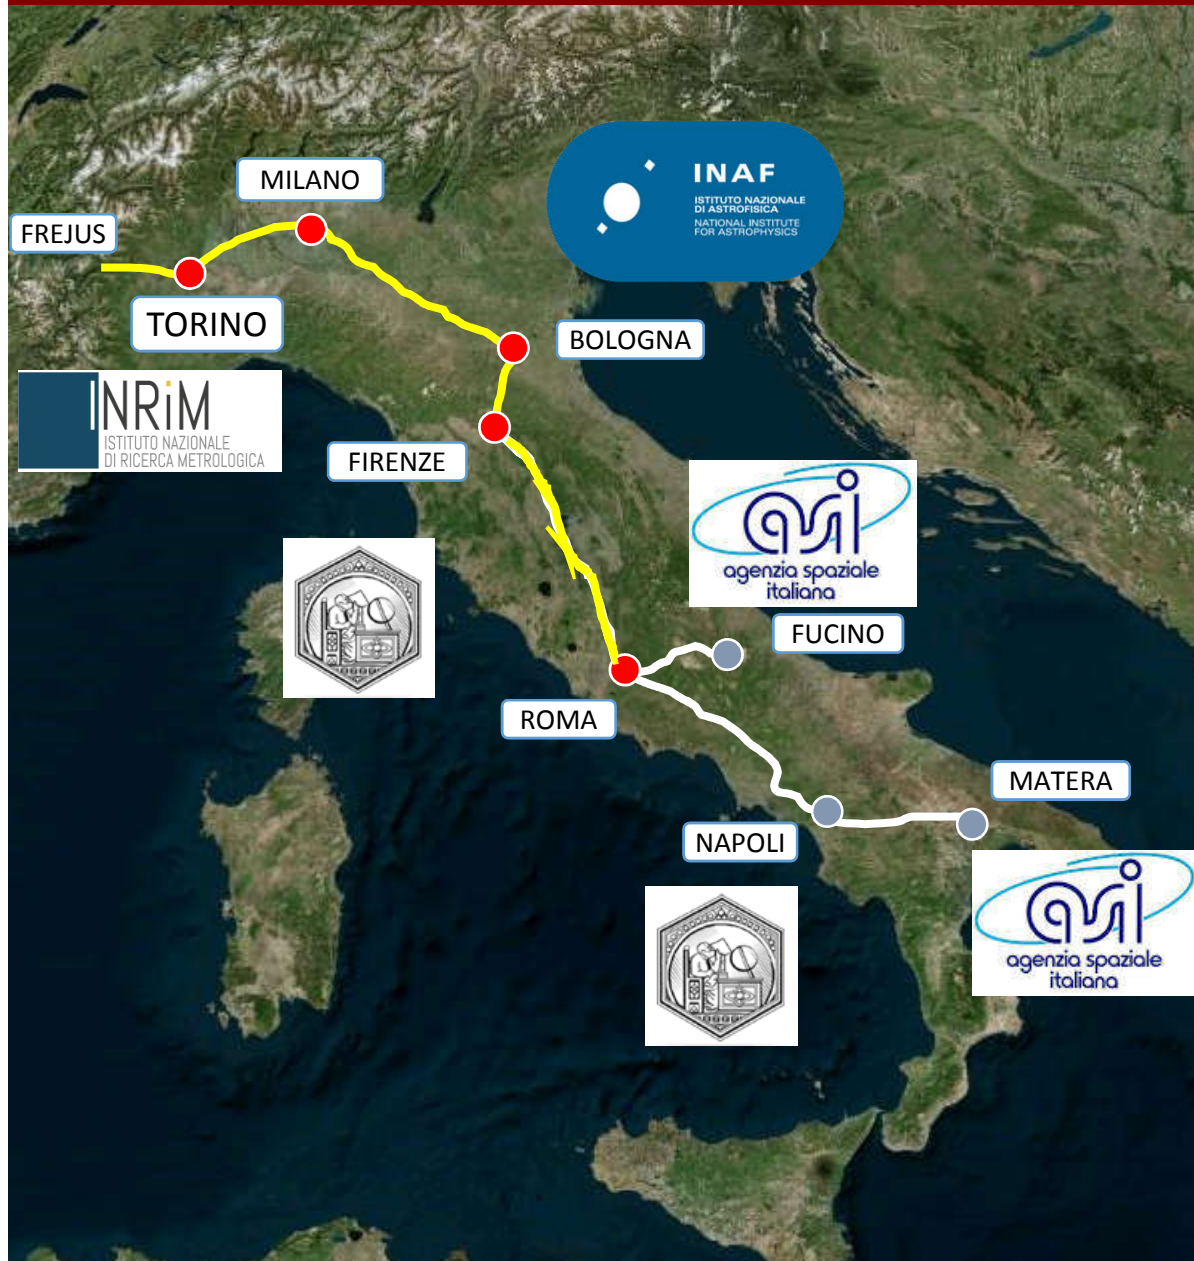 MILANO
INAF
ISTITUTO NAZIONALE
DI ASTROFISICA
NATIONAL INSTITUTE
FOR ASTROPHYSICS
FREJUS
TORINO
BOLOGNA
INRiM
ISTITUTO NAZIONALE
DI RICERCA METROLOGICA
FIRENZE
asi
agenzia spaziale
italiana
FUCINO
ROMA
MATERA
NAPOLI
asi
agenzia spaziale
italiana